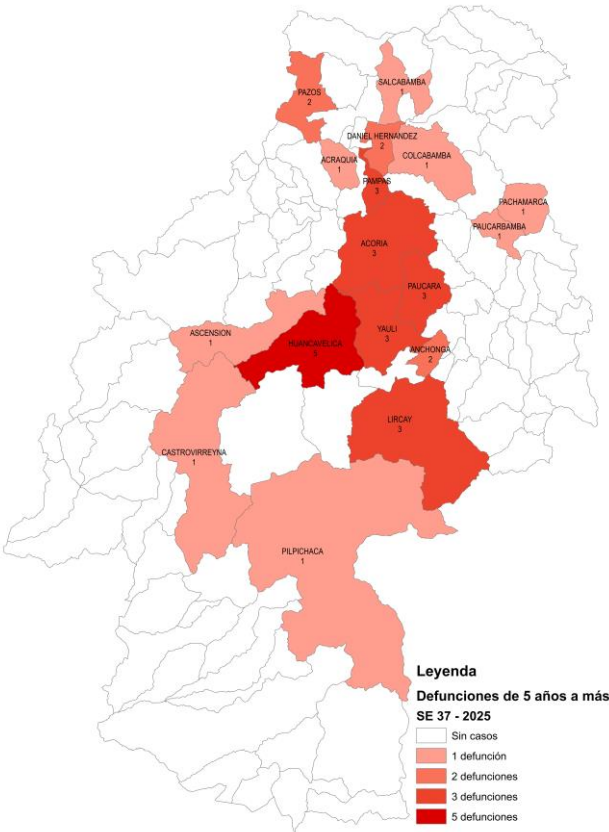 SALCABAMBA
1
PAZOS
2
DANIEL HERNANDEZ
2
COLCABAMBA
1
ACRAQUIA
1
PAMPAS
3
PACHAMARCA
1
PAUCARBAMBA
1
ACORIA
3
PAUCARA
3
ASCENSION
1
HUANCAVELICA
5
YAULI
3
ANCHONGA
2
LIRCAY
3
CASTROVIRREYNA
1
PILPICHACA
1
Leyenda
Defunciones de 5 años a más
SE 37 - 2025
Sin casos
1 defunción
2 defunciones
3 defunciones
5 defunciones